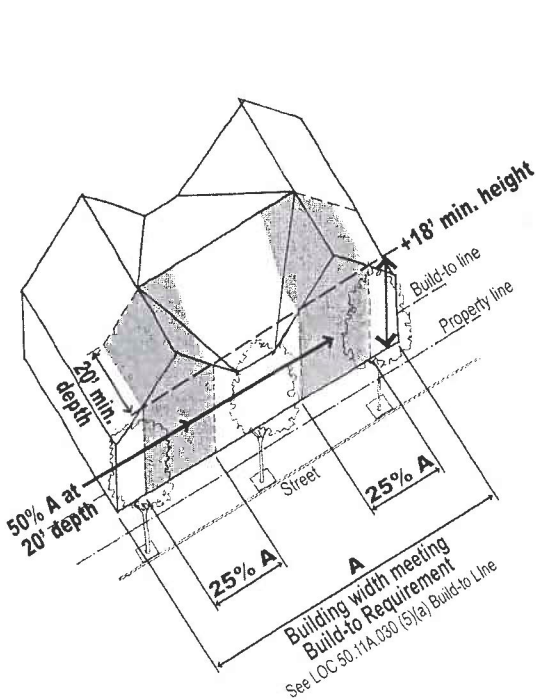 +18' min. height
Build-to line
Property line
20' min.
depth
50% A at
20' depth
Street
25% A
25% A
A
Building width meeting
Build-to Requirement
See LOC 50.11A.030 (5)(a) Build-to Line